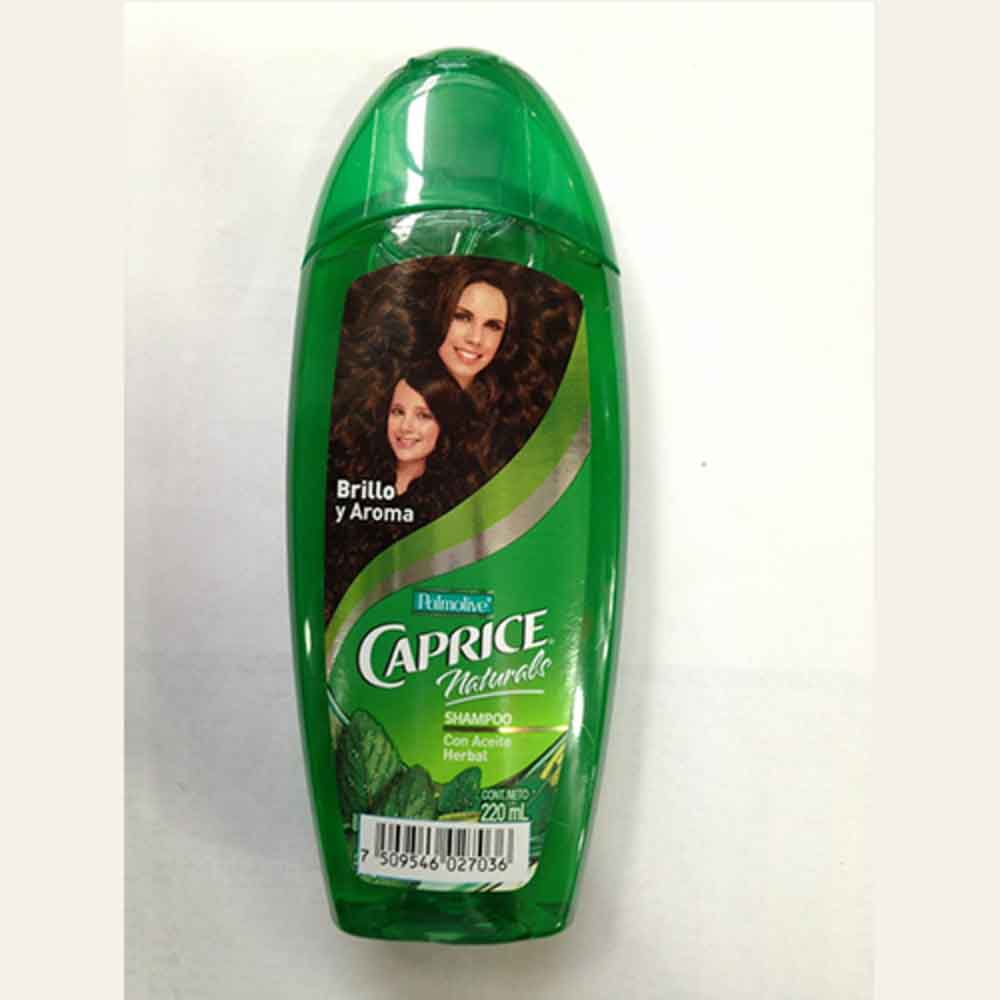 Brillo
y Aroma
Palmolive®
CAPRICE
Naturals
SHAMPOO
Con Aceite
Herbal
CONT. NETO
220 mL
7 509546 027036